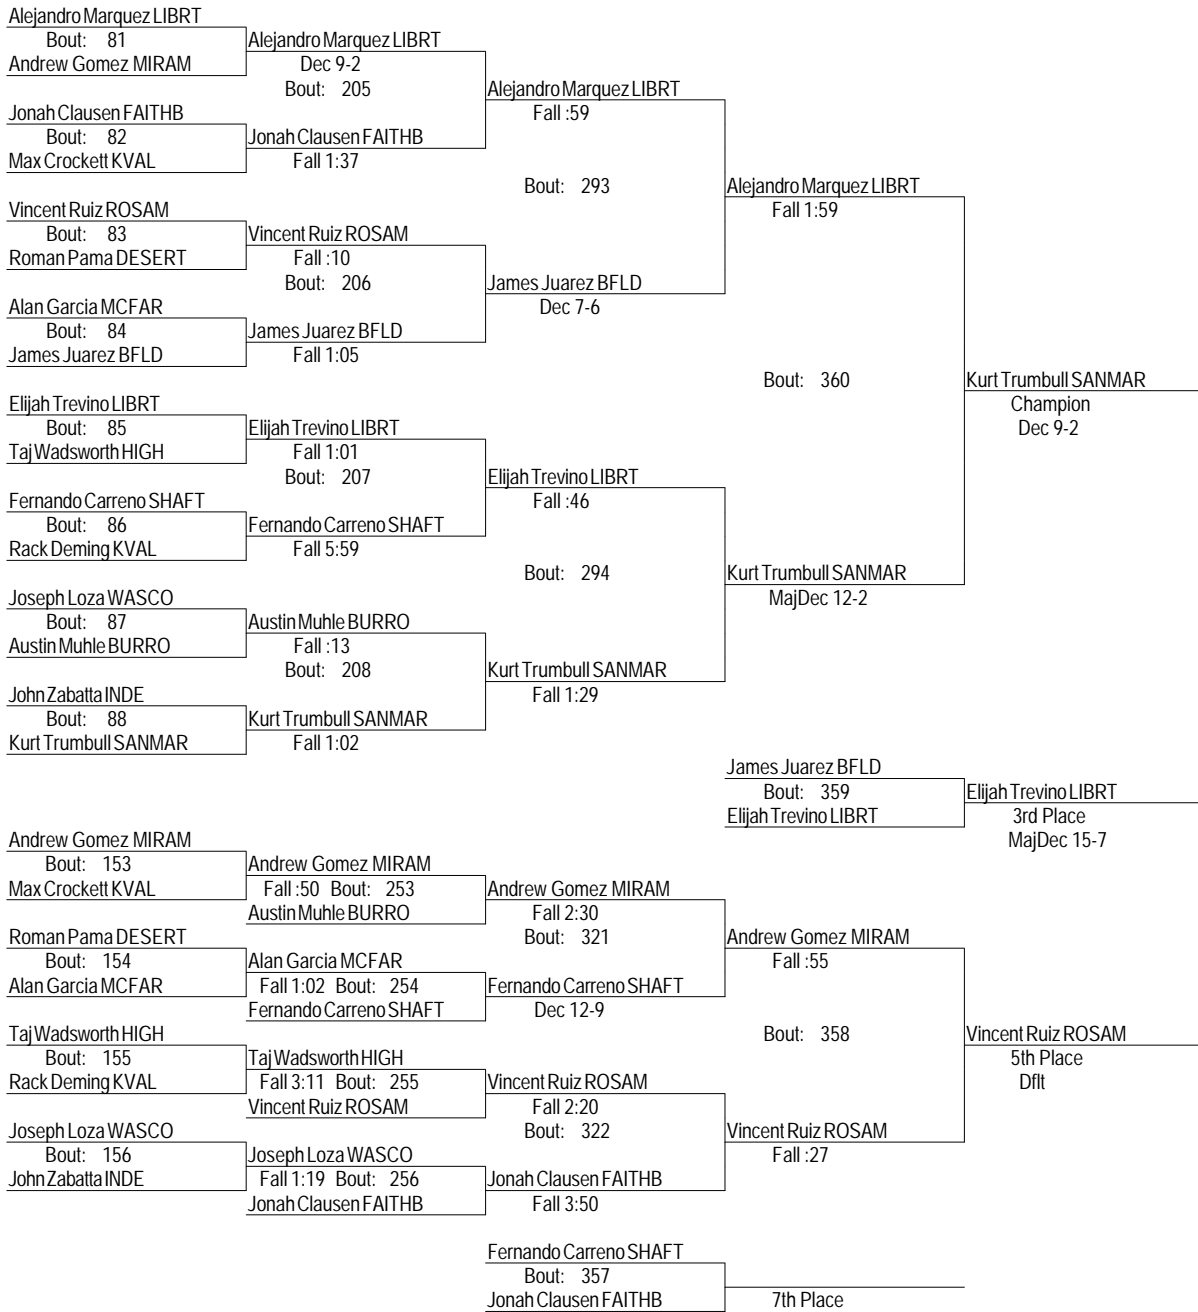 Alejandro Marquez LIBRT
Bout: 81
Andrew Gomez MIRAM
Alejandro Marquez LIBRT
Dec 9-2
Bout: 205
Jonah Clausen FAITHB
Bout: 82
Max Crockett KVAL
Jonah Clausen FAITHB
Fall 1:37
Alejandro Marquez LIBRT
Fall :59
Bout: 293
Vincent Ruiz ROSAM
Bout: 83
Roman Pama DESERT
Vincent Ruiz ROSAM
Fall :10
Bout: 206
Alan Garcia MCFAR
Bout: 84
James Juarez BFLD
James Juarez BFLD
Fall 1:05
James Juarez BFLD
Dec 7-6
Alejandro Marquez LIBRT
Fall 1:59
Bout: 360
Elijah Trevino LIBRT
Bout: 85
Taj Wadsworth HIGH
Elijah Trevino LIBRT
Fall 1:01
Bout: 207
Fernando Carreno SHAFT
Bout: 86
Rack Deming KVAL
Fernando Carreno SHAFT
Fall 5:59
Elijah Trevino LIBRT
Fall :46
Bout: 294
Joseph Loza WASCO
Bout: 87
Austin Muhle BURRO
Austin Muhle BURRO
Fall :13
Bout: 208
John Zabatta INDE
Bout: 88
Kurt Trumbull SANMAR
Kurt Trumbull SANMAR
Fall 1:02
Kurt Trumbull SANMAR
Fall 1:29
Kurt Trumbull SANMAR
MajDec 12-2
Kurt Trumbull SANMAR
Champion
Dec 9-2
James Juarez BFLD
Bout: 359
Elijah Trevino LIBRT
Elijah Trevino LIBRT
3rd Place
MajDec 15-7
Andrew Gomez MIRAM
Bout: 153
Max Crockett KVAL
Andrew Gomez MIRAM
Fall :50 Bout: 253
Austin Muhle BURRO
Andrew Gomez MIRAM
Fall 2:30
Bout: 321
Roman Pama DESERT
Bout: 154
Alan Garcia MCFAR
Alan Garcia MCFAR
Fall 1:02 Bout: 254
Fernando Carreno SHAFT
Fernando Carreno SHAFT
Dec 12-9
Andrew Gomez MIRAM
Fall :55
Bout: 358
Taj Wadsworth HIGH
Bout: 155
Rack Deming KVAL
Taj Wadsworth HIGH
Fall 3:11 Bout: 255
Vincent Ruiz ROSAM
Vincent Ruiz ROSAM
Fall 2:20
Bout: 322
Joseph Loza WASCO
Bout: 156
John Zabatta INDE
Joseph Loza WASCO
Fall 1:19 Bout: 256
Jonah Clausen FAITHB
Jonah Clausen FAITHB
Fall 3:50
Vincent Ruiz ROSAM
Fall :27
Vincent Ruiz ROSAM
5th Place
Dflt
Fernando Carreno SHAFT
Bout: 357
Jonah Clausen FAITHB
7th Place